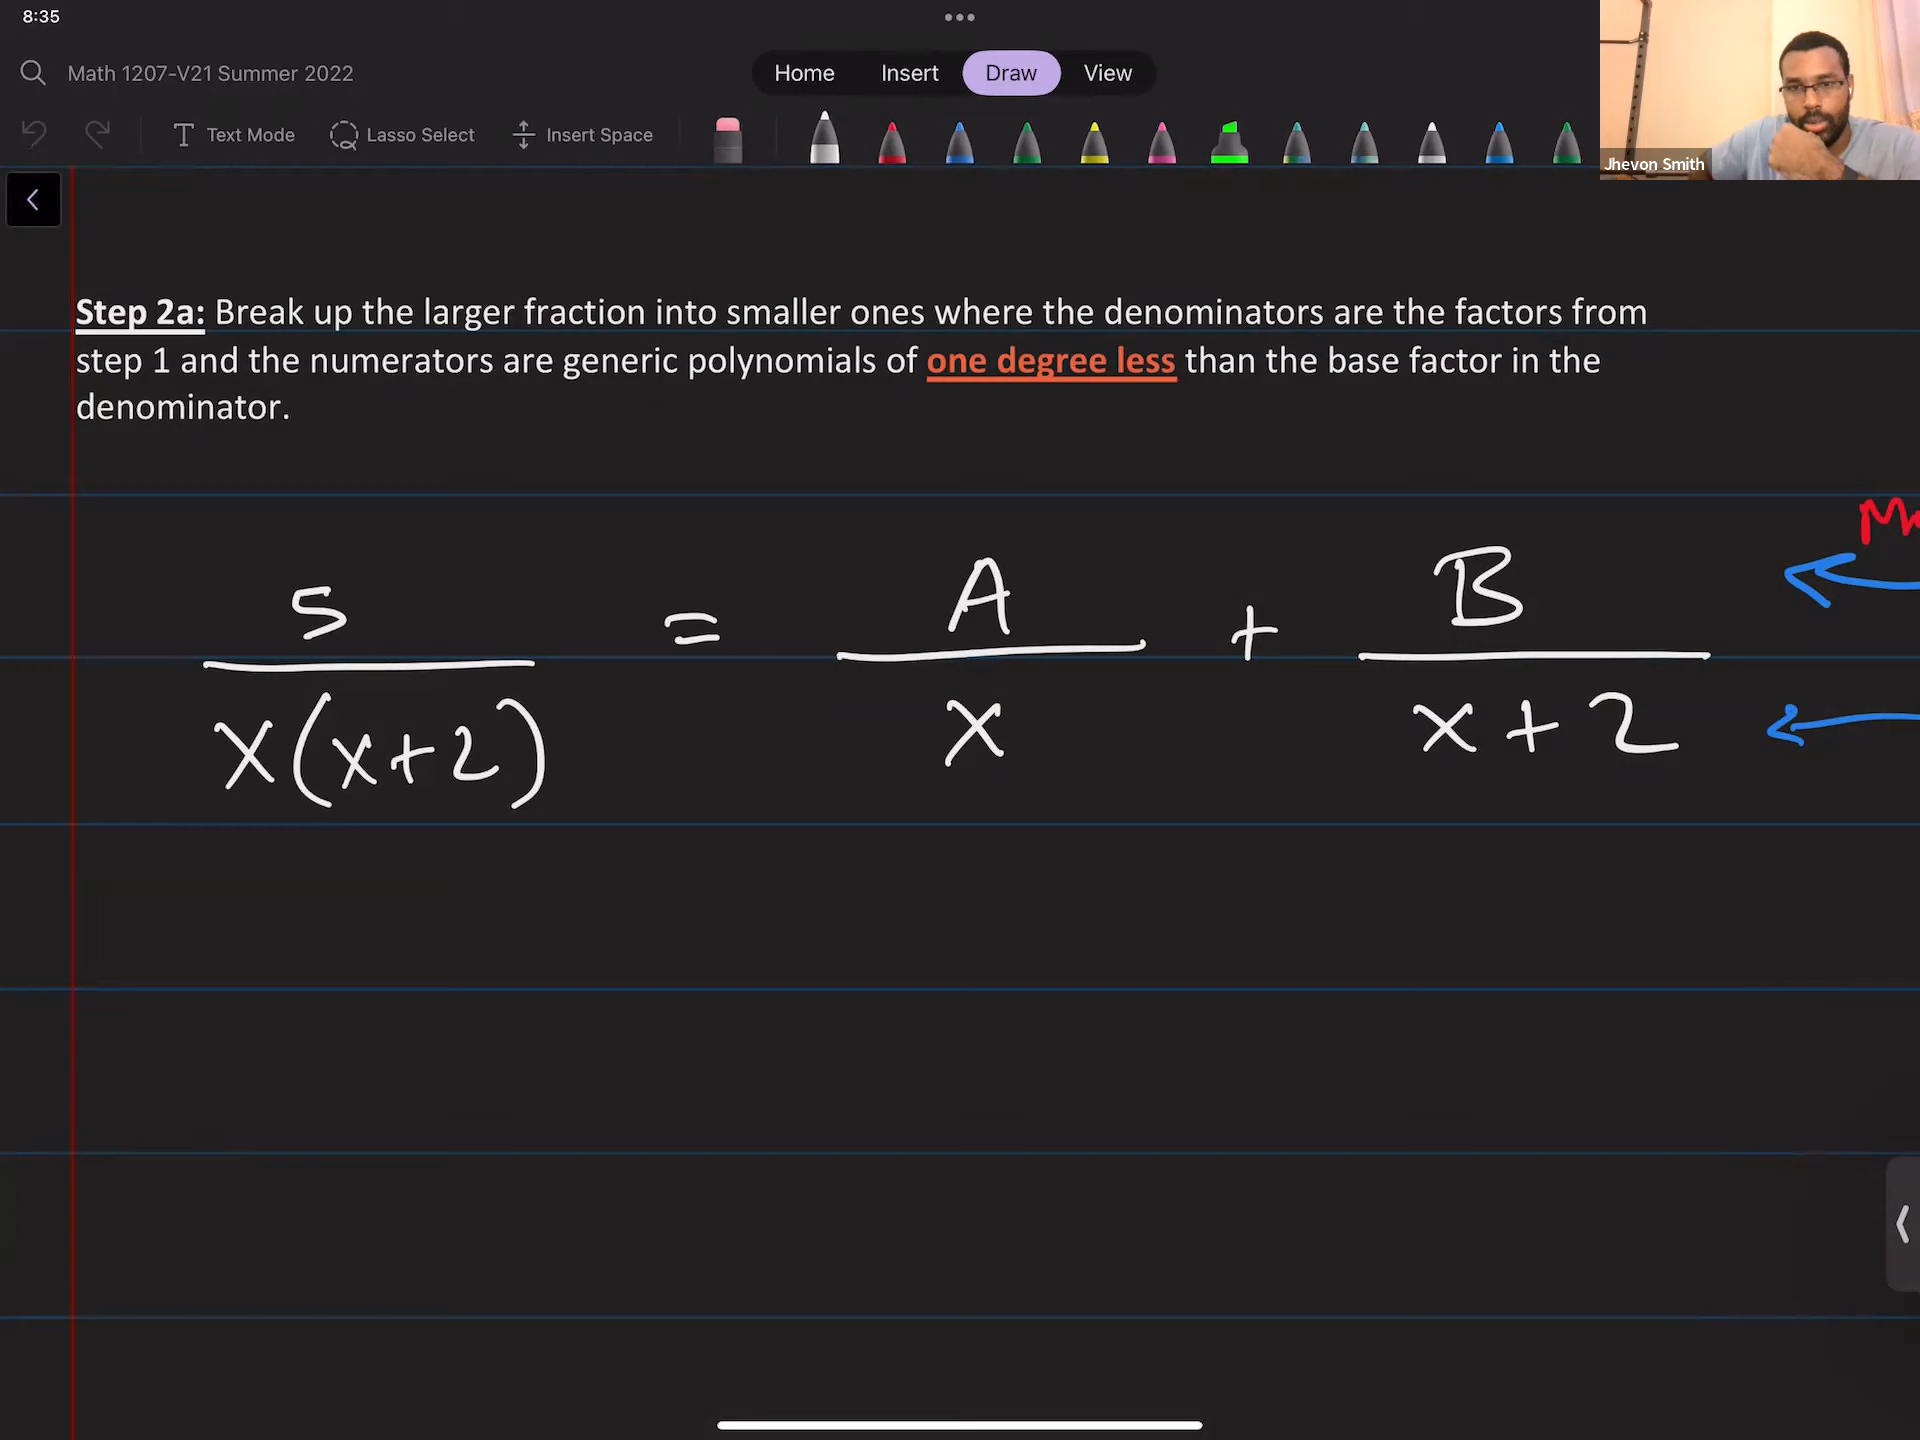 8:35
Math 1207-V21 Summer 2022
Home Insert Draw View
Text Mode Lasso Select Insert Space
Jhevon Smith
Step 2a: Break up the larger fraction into smaller ones where the denominators are the factors from
step 1 and the numerators are generic polynomials of one degree less than the base factor in the
denominator.
5 / x(x+2) = A / x + B / x+2